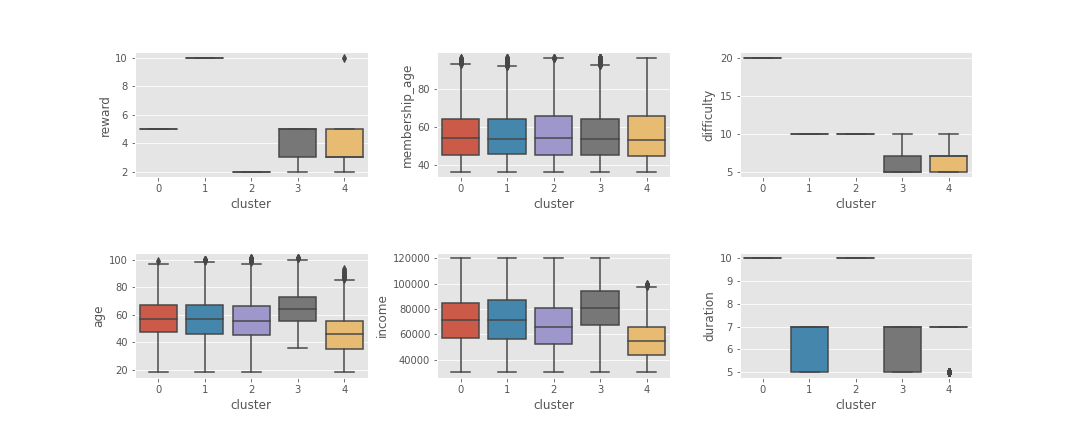 reward
10
8
6
4
2
0 1 2 3 4
cluster
membership_age
80
60
40
0 1 2 3 4
cluster
difficulty
20
15
10
5
0 1 2 3 4
cluster
age
100
80
60
40
20
0 1 2 3 4
cluster
income
120000
100000
80000
60000
40000
0 1 2 3 4
cluster
duration
10
9
8
7
6
5
0 1 2 3 4
cluster